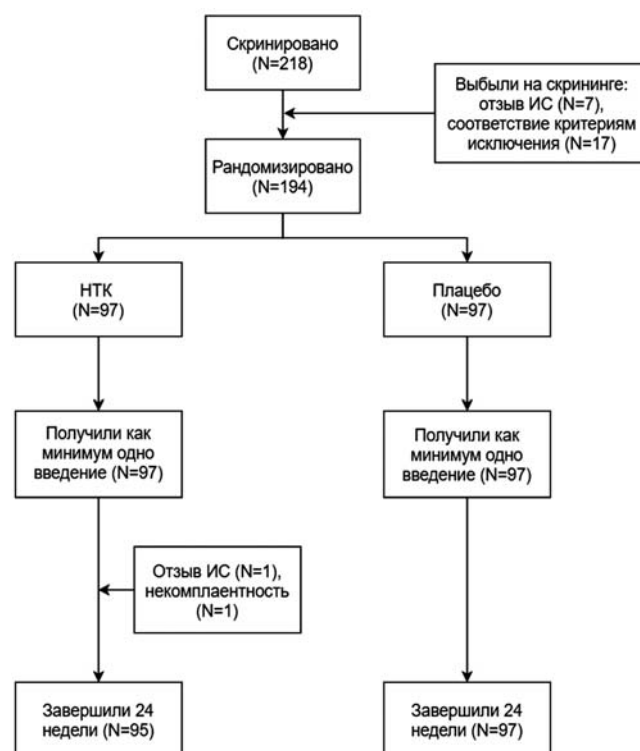 Скринировано
(N=218)
Выбыли на скрининге:
отзыв ИС (N=7),
соответствие критериям
исключения (N=17)
Рандомизировано
(N=194)
НТК
(N=97)
Плацебо
(N=97)
Получили как
минимум одно
введение (N=97)
Получили как
минимум одно
введение (N=97)
Отзыв ИС (N=1),
некомплаентность
(N=1)
Завершили 24
недели (N=95)
Завершили 24
недели (N=97)